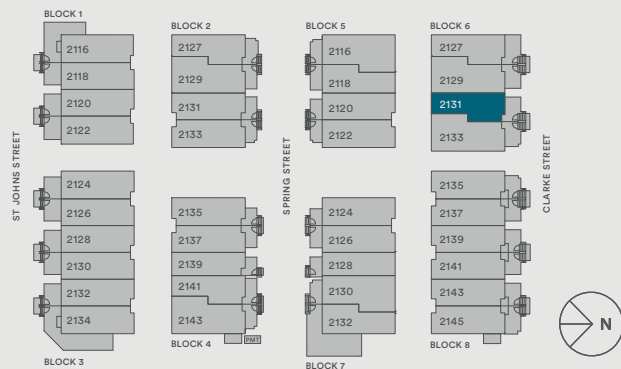 BLOCK 1
2116
2118
2120
2122
BLOCK 2
2127
2129
2131
2133
BLOCK 5
2116
2118
2120
2122
BLOCK 6
2127
2129
2131
2133
ST JOHNS STREET
SPRING STREET
CLARKE STREET
2124
2126
2128
2130
2132
2134
BLOCK 3
2135
2137
2139
2141
2143
BLOCK 4
PMT
2124
2126
2128
2130
2132
BLOCK 7
2135
2137
2139
2141
2143
2145
BLOCK 8
N